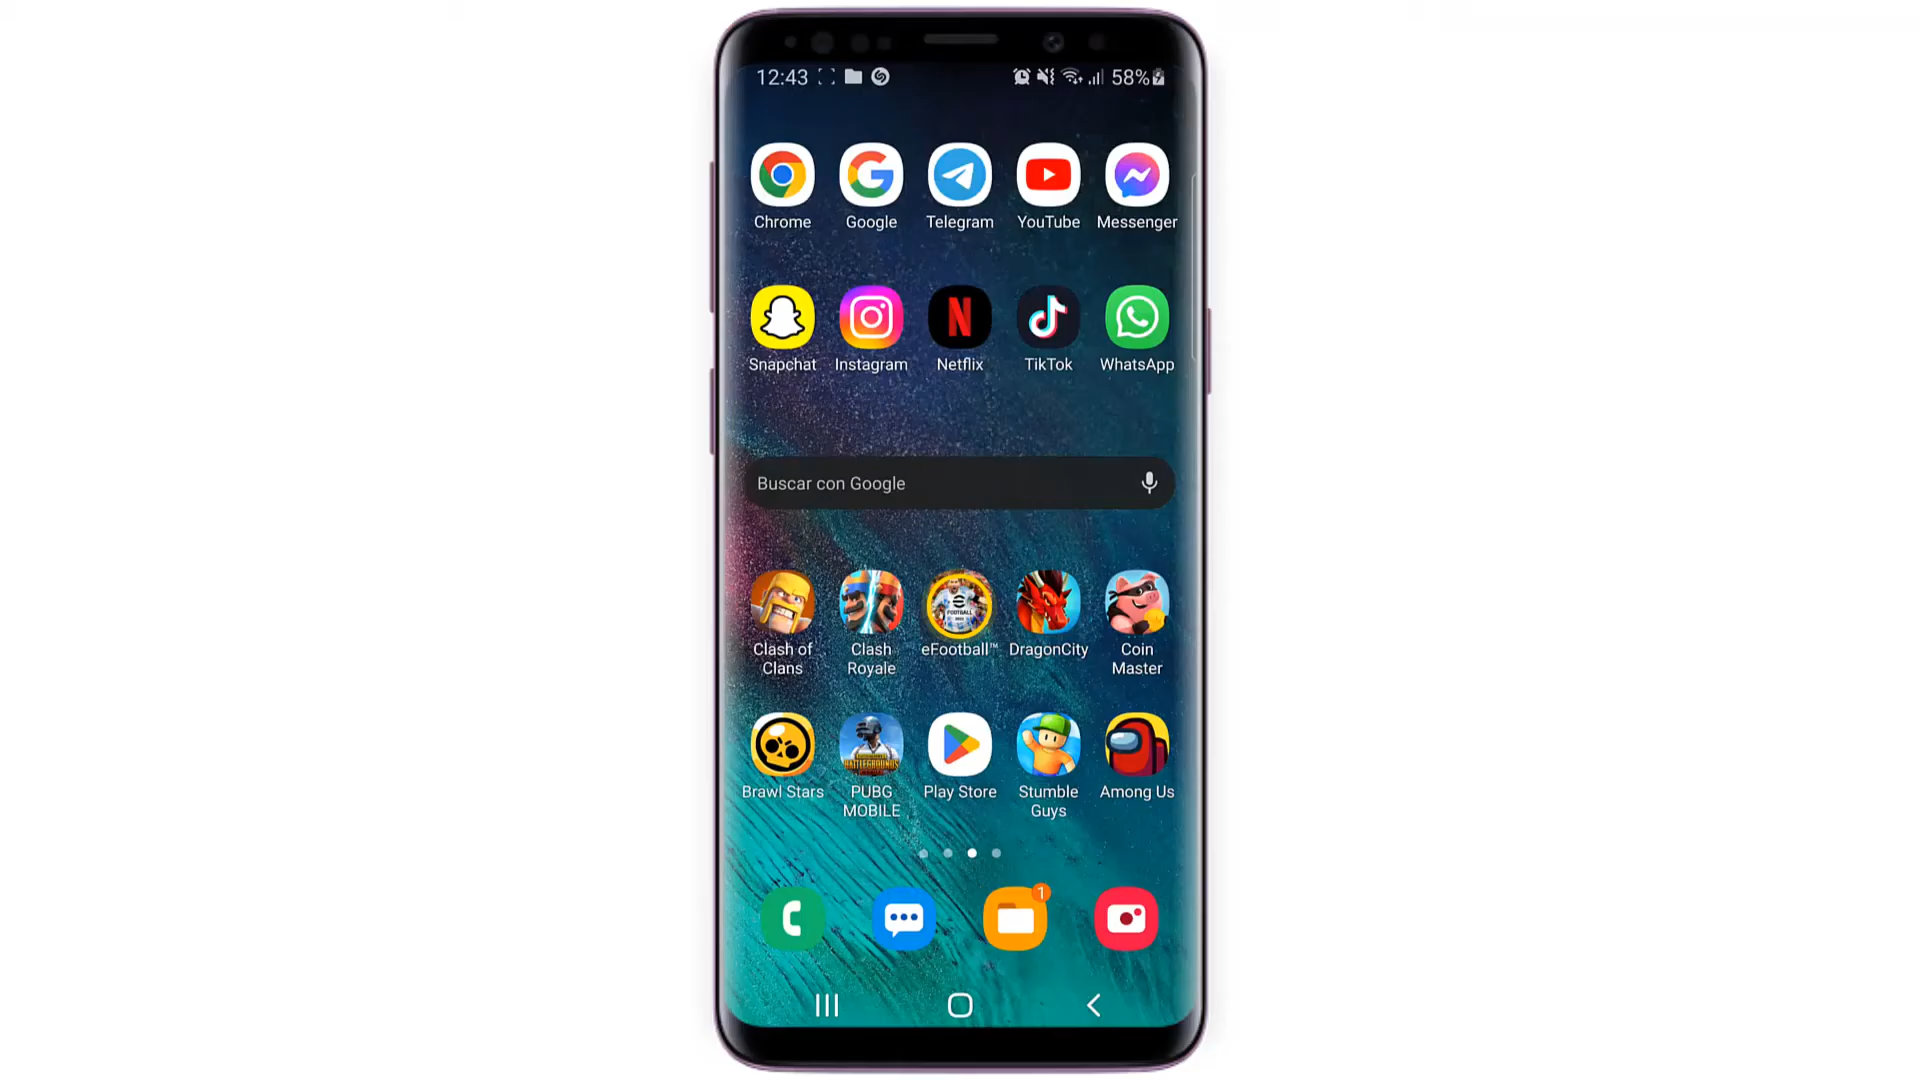 12:43 58%
Chrome Google Telegram YouTube Messenger
Snapchat Instagram Netflix TikTok WhatsApp
Buscar con Google
Clash of Clans Clash Royale eFootball™ DragonCity Coin Master
Brawl Stars PUBG MOBILE Play Store Stumble Guys Among Us
1